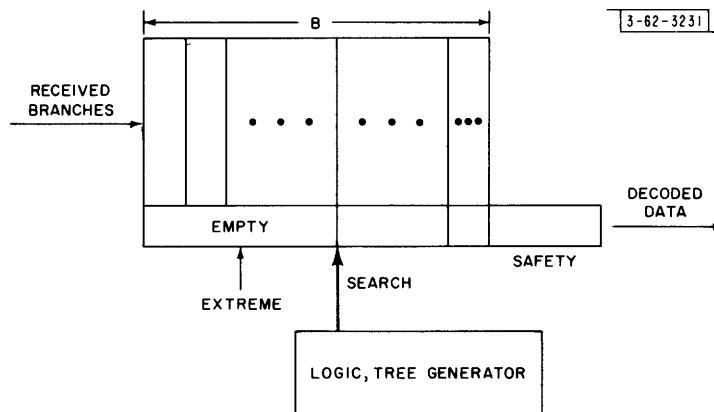 B
3-62-3231
RECEIVED
BRANCHES
DECODED
DATA
EMPTY
SAFETY
SEARCH
EXTREME
LOGIC, TREE GENERATOR